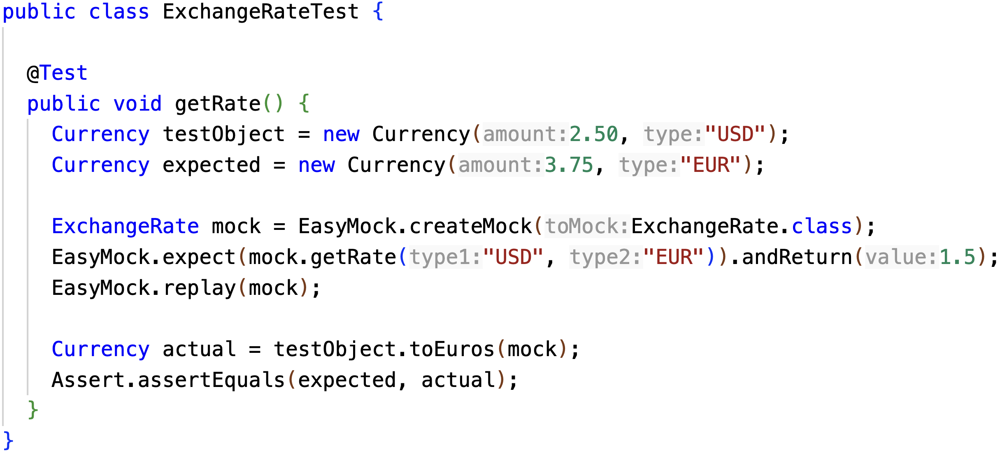 public class ExchangeRateTest {
@Test
public void getRate() {
Currency testObject = new Currency(amount:2.50, type:"USD");
Currency expected = new Currency(amount:3.75, type:"EUR");
ExchangeRate mock = EasyMock.createMock(toMock:ExchangeRate.class);
EasyMock.expect(mock.getRate(type1:"USD", type2:"EUR")).andReturn(value:1.5);
EasyMock.replay(mock);
Currency actual = testObject.toEuros(mock);
Assert.assertEquals(expected, actual);
}
}